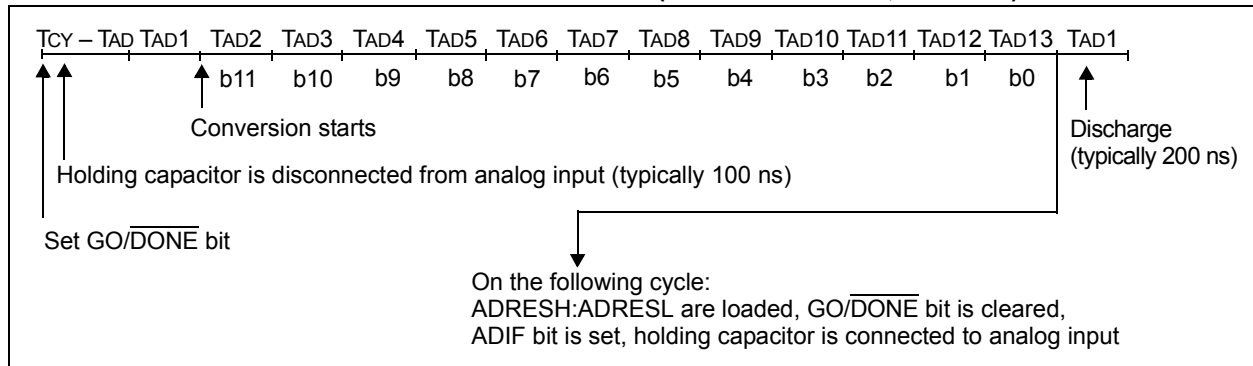 TCY – TAD TAD1 TAD2 TAD3 TAD4 TAD5 TAD6 TAD7 TAD8 TAD9 TAD10 TAD11 TAD12 TAD13 TAD1
b11 b10 b9 b8 b7 b6 b5 b4 b3 b2 b1 b0
Conversion starts
Discharge
(typically 200 ns)
Holding capacitor is disconnected from analog input (typically 100 ns)
Set GO/DONE bit
On the following cycle:
ADRESH:ADRESL are loaded, GO/DONE bit is cleared,
ADIF bit is set, holding capacitor is connected to analog input